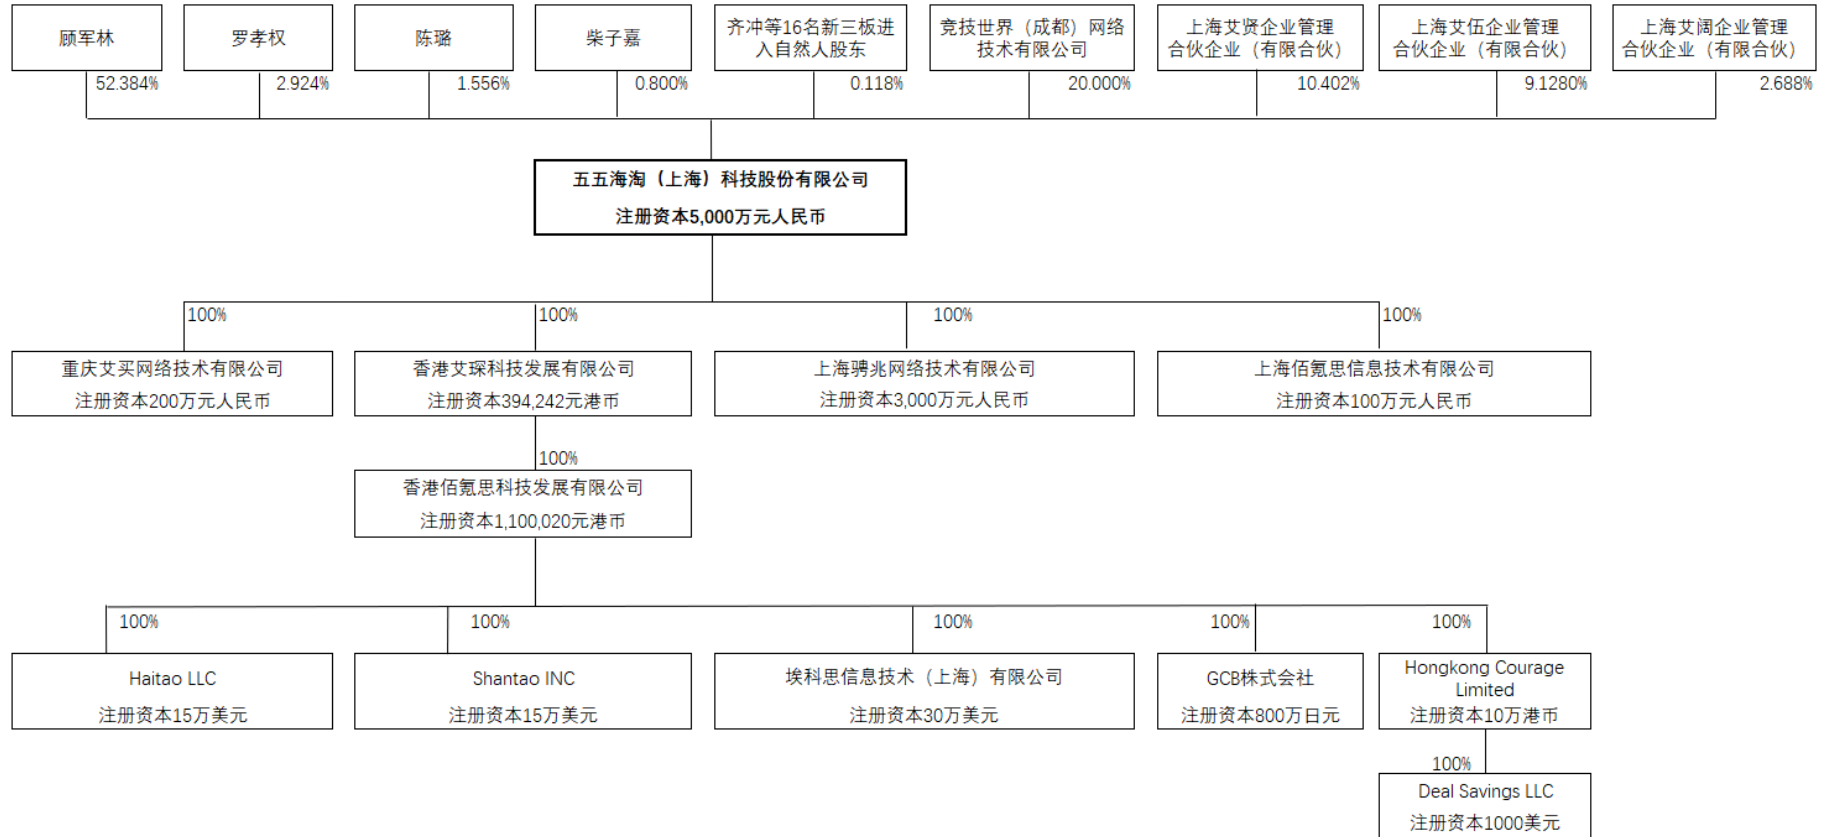 顾军林
罗孝权
陈璐
柴子嘉
齐冲等16名新三板进
入自然人股东
竞技世界（成都）网络
技术有限公司
上海艾贤企业管理
合伙企业（有限合伙）
上海艾伍企业管理
合伙企业（有限合伙）
上海艾阔企业管理
合伙企业（有限合伙）
52.384%
2.924%
1.556%
0.800%
0.118%
20.000%
10.402%
9.1280%
2.688%
五五海淘（上海）科技股份有限公司
注册资本5,000万元人民币
100%
100%
100%
100%
重庆艾买网络技术有限公司
注册资本200万元人民币
香港艾琛科技发展有限公司
注册资本394,242元港币
上海骋兆网络技术有限公司
注册资本3,000万元人民币
上海佰氪思信息技术有限公司
注册资本100万元人民币
100%
香港佰氪思科技发展有限公司
注册资本1,100,020元港币
100%
100%
100%
100%
100%
Haitao LLC
注册资本15万美元
Shantao INC
注册资本15万美元
埃科思信息技术（上海）有限公司
注册资本30万美元
GCB株式会社
注册资本800万日元
Hongkong Courage
Limited
注册资本10万港币
100%
Deal Savings LLC
注册资本1000美元